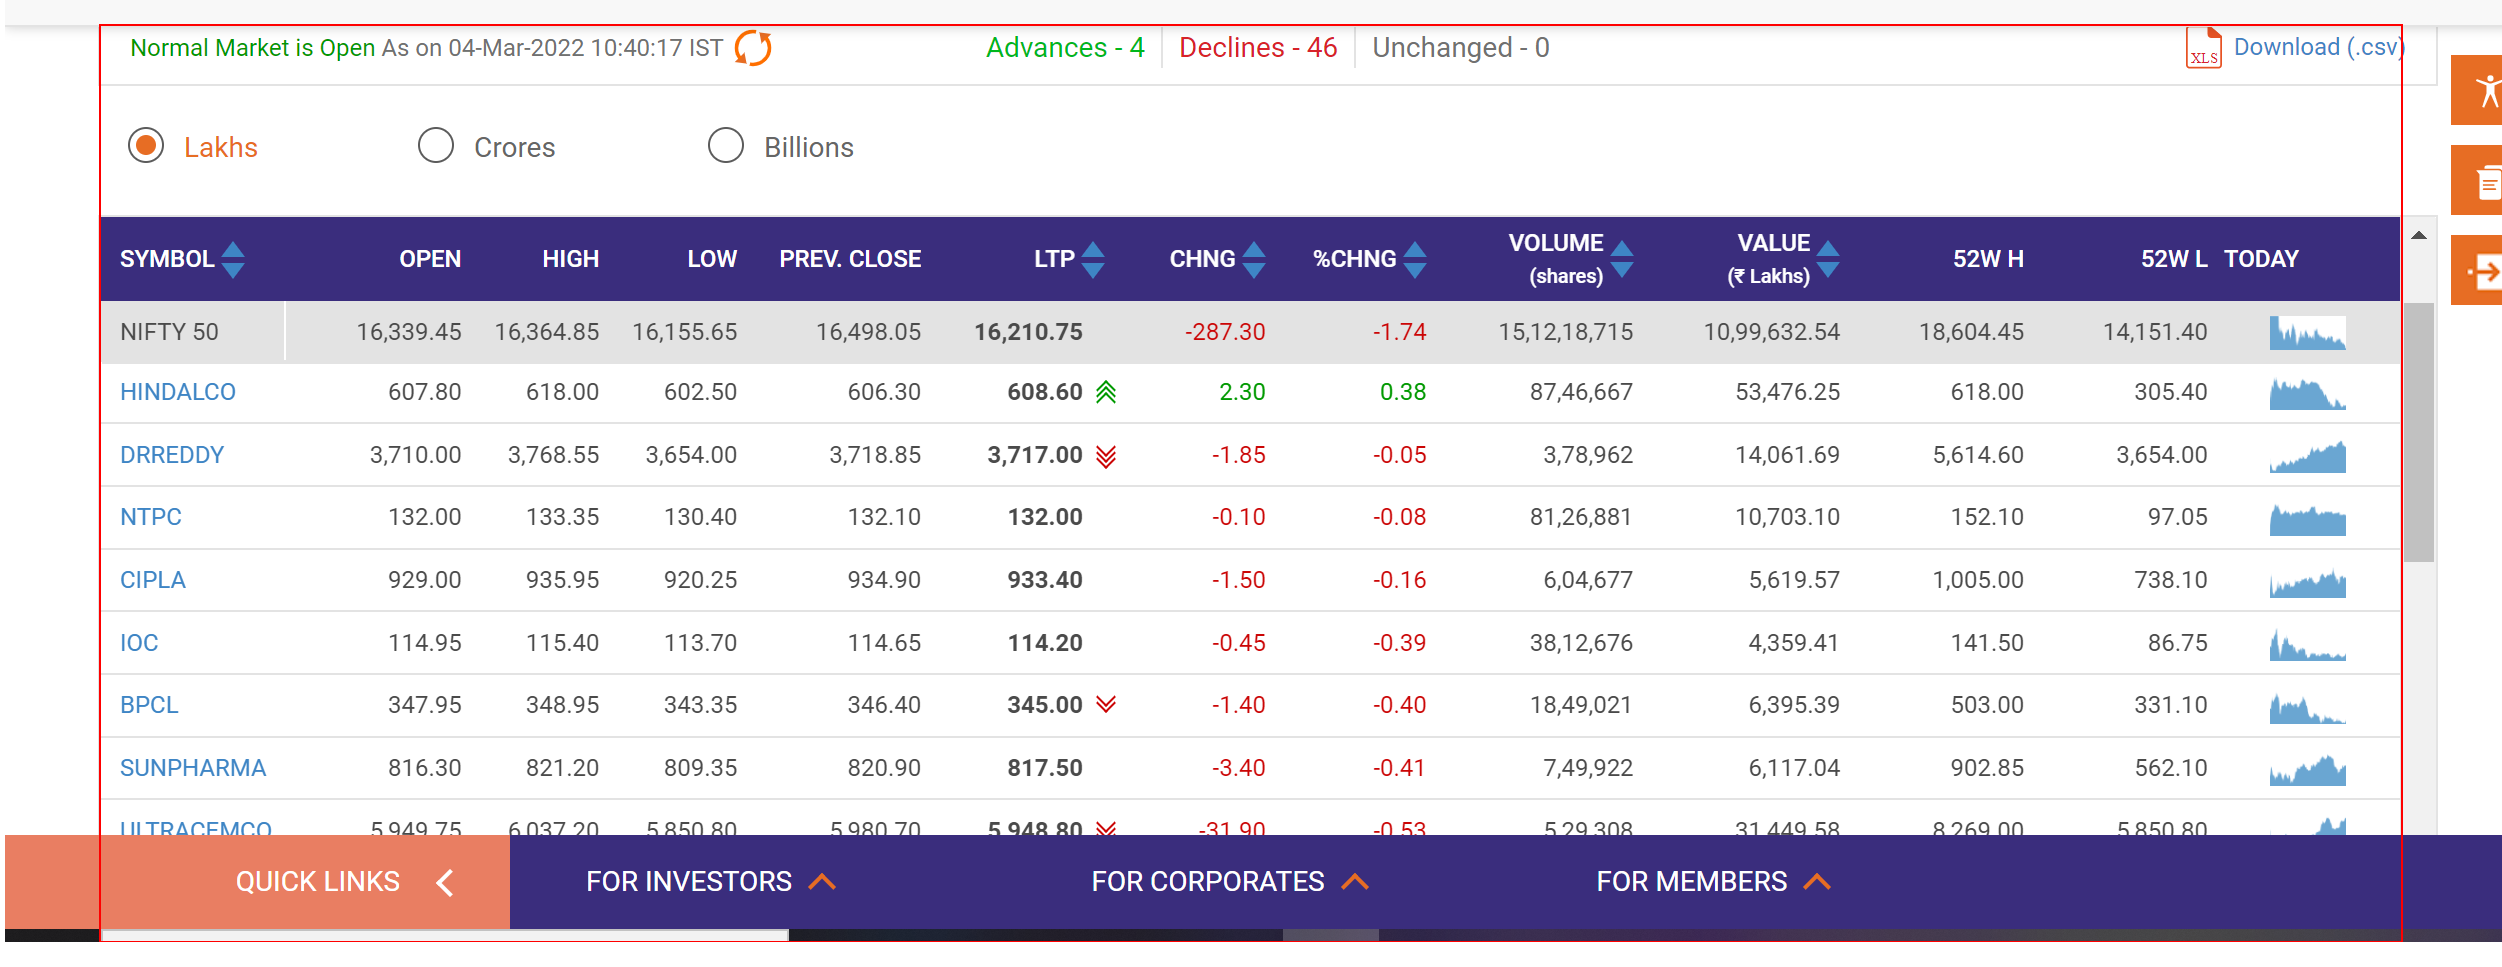 Normal Market is Open As on 04-Mar-2022 10:40:17 IST Advances - 4 Declines - 46 Unchanged - 0 XLS Download (.csv)
Lakhs Crores Billions
SYMBOL OPEN HIGH LOW PREV. CLOSE LTP CHNG %CHNG VOLUME (shares) VALUE (₹ Lakhs) 52W H 52W L TODAY
NIFTY 50 16,339.45 16,364.85 16,155.65 16,498.05 16,210.75 -287.30 -1.74 15,12,18,715 10,99,632.54 18,604.45 14,151.40
HINDALCO 607.80 618.00 602.50 606.30 608.60 2.30 0.38 87,46,667 53,476.25 618.00 305.40
DRREDDY 3,710.00 3,768.55 3,654.00 3,718.85 3,717.00 -1.85 -0.05 3,78,962 14,061.69 5,614.60 3,654.00
NTPC 132.00 133.35 130.40 132.10 132.00 -0.10 -0.08 81,26,881 10,703.10 152.10 97.05
CIPLA 929.00 935.95 920.25 934.90 933.40 -1.50 -0.16 6,04,677 5,619.57 1,005.00 738.10
IOC 114.95 115.40 113.70 114.65 114.20 -0.45 -0.39 38,12,676 4,359.41 141.50 86.75
BPCL 347.95 348.95 343.35 346.40 345.00 -1.40 -0.40 18,49,021 6,395.39 503.00 331.10
SUNPHARMA 816.30 821.20 809.35 820.90 817.50 -3.40 -0.41 7,49,922 6,117.04 902.85 562.10
ULTRACEMCO 5,949.75 6,037.20 5,850.80 5,980.70 5,948.80 -31.90 -0.53 5,29,308 31,449.58 8,269.00 5,850.80
QUICK LINKS FOR INVESTORS FOR CORPORATES FOR MEMBERS